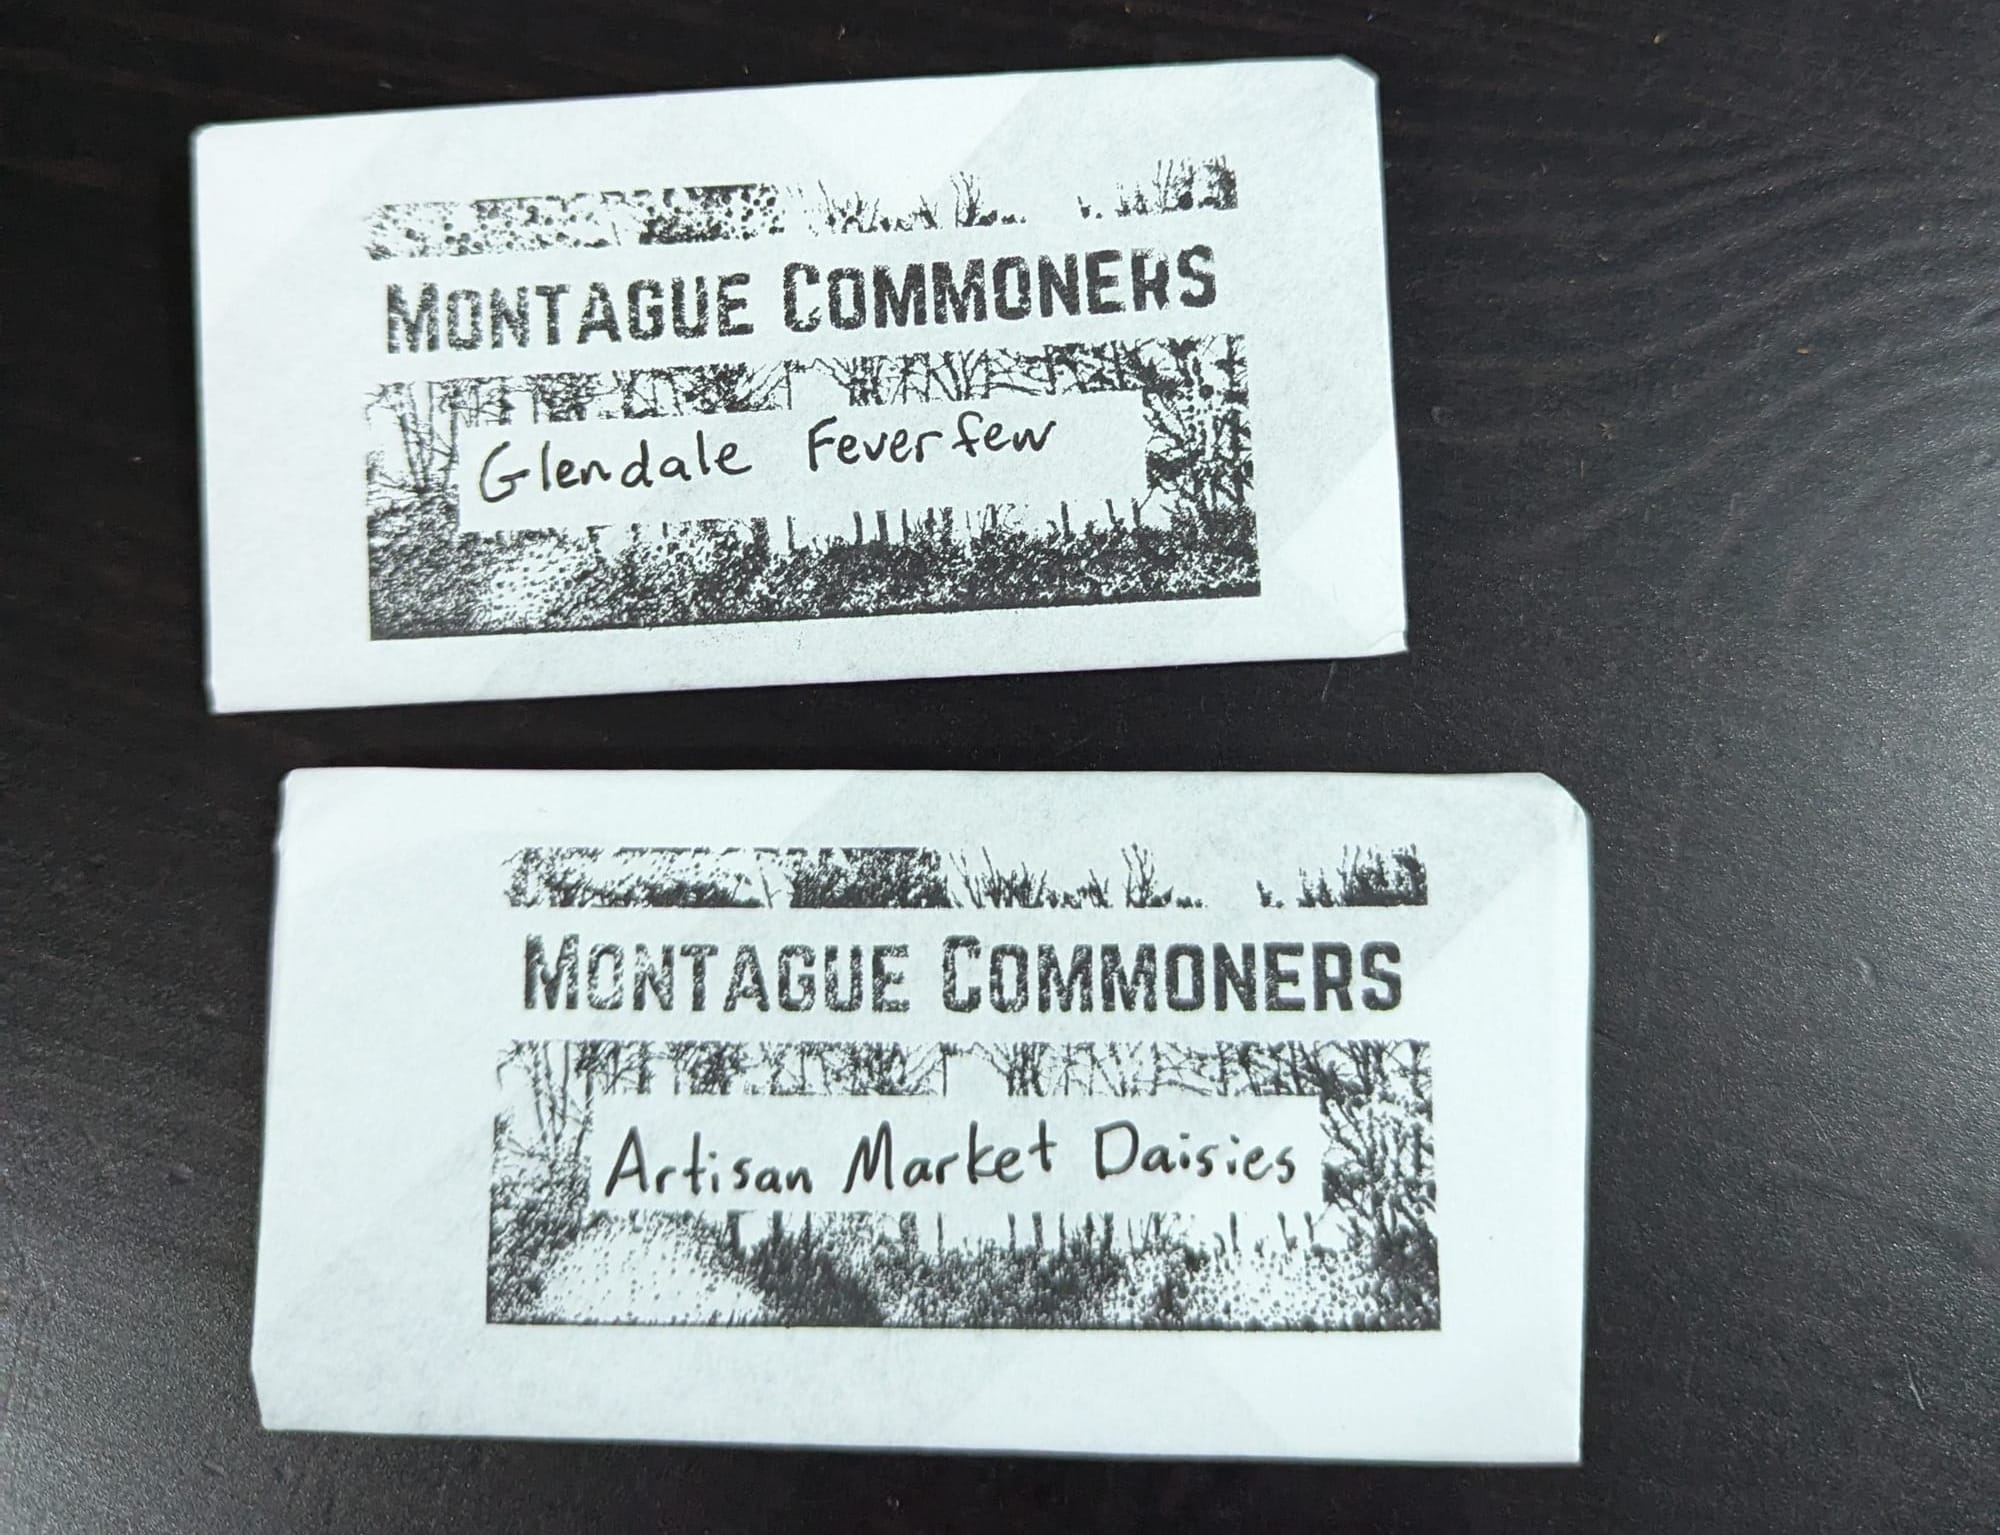 MONTAGUE COMMONERS
Glendale Feverfew
MONTAGUE COMMONERS
Artisan Market Daisies